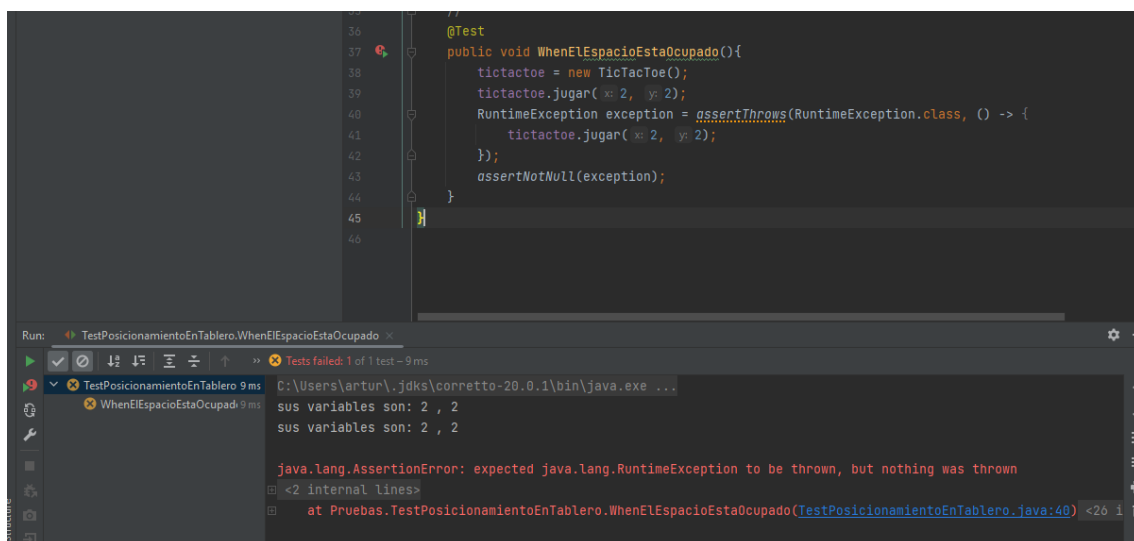 35 //
36 @Test
37 public void WhenElEspacioEstaOcupado(){
38 tictactoe = new TicTacToe();
39 tictactoe.jugar( x: 2, y: 2);
40 RuntimeException exception = assertThrows(RuntimeException.class, () -> {
41 tictactoe.jugar( x: 2, y: 2);
42 });
43 assertNotNull(exception);
44 }
45 }
46
Run: TestPosicionamientoEnTablero.WhenElEspacioEstaOcupado ×
» Tests failed: 1 of 1 test – 9 ms
TestPosicionamientoEnTablero 9 ms C:\Users\artur\.jdks\corretto-20.0.1\bin\java.exe ...
WhenElEspacioEstaOcupad 9 ms sus variables son: 2 , 2
sus variables son: 2 , 2
java.lang.AssertionError: expected java.lang.RuntimeException to be thrown, but nothing was thrown
<2 internal lines>
at Pruebas.TestPosicionamientoEnTablero.WhenElEspacioEstaOcupado(TestPosicionamientoEnTablero.java:40) <26 i
Structure